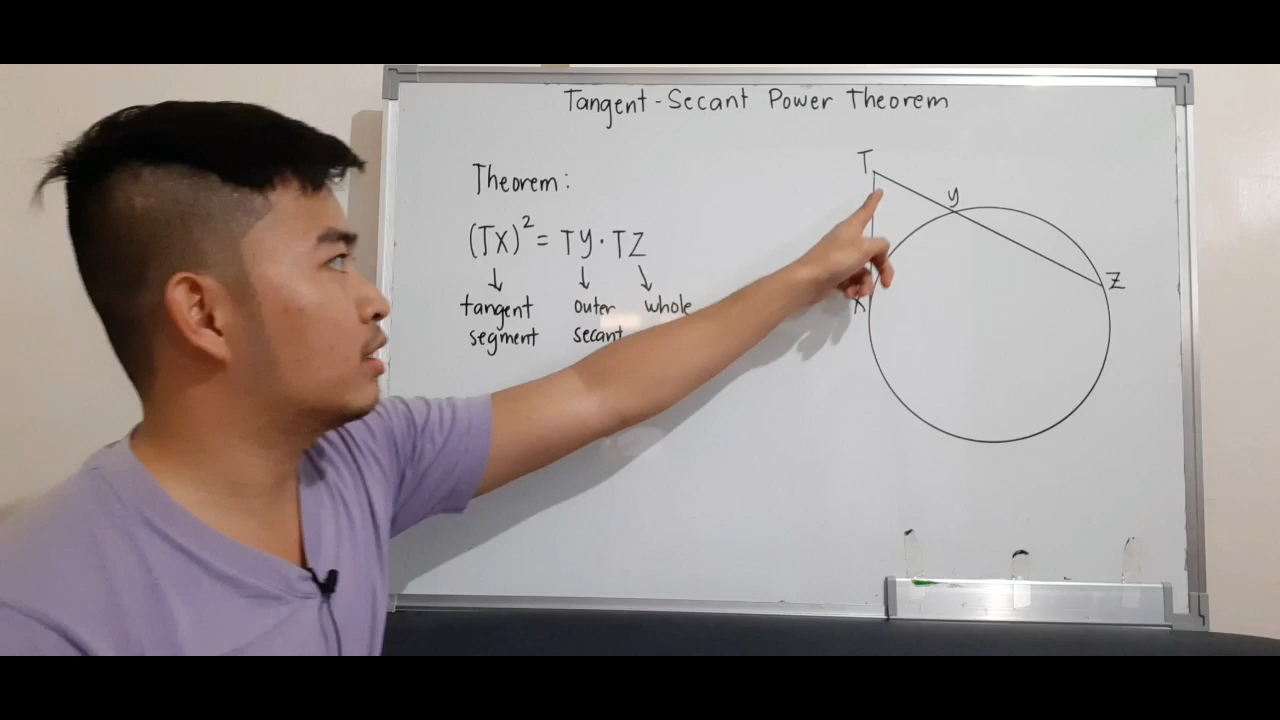 Tangent-Secant Power Theorem
Theorem:
(TX)² = TY · TZ
↓ ↓ ↘
tangent outer whole
segment secant
T
y
Z
X